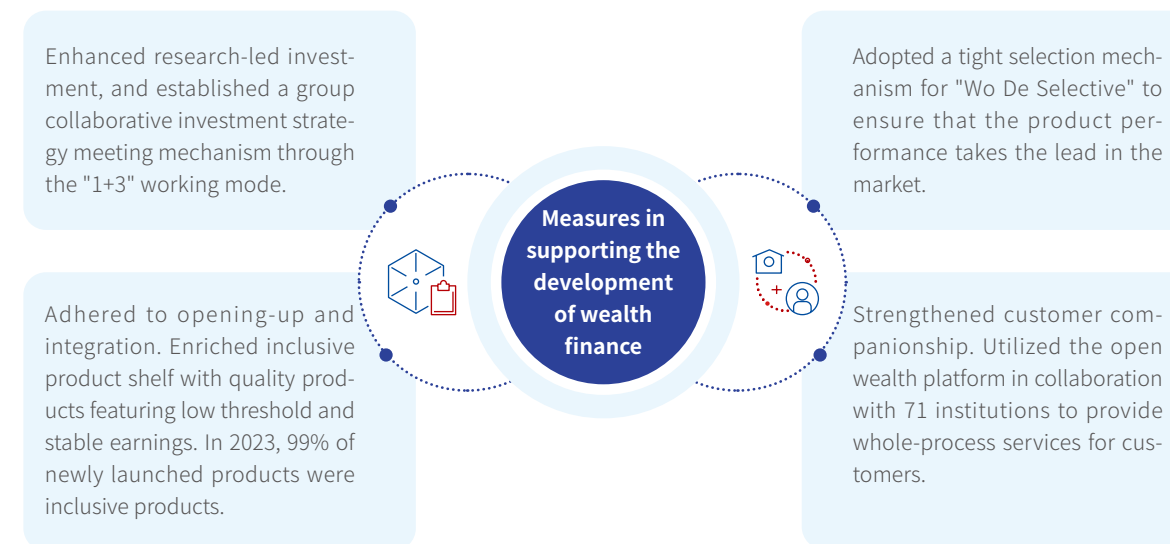 Enhanced research-led invest-
ment, and established a group
collaborative investment strate-
gy meeting mechanism through
the "1+3" working mode.
Adhered to opening-up and
integration. Enriched inclusive
product shelf with quality prod-
ucts featuring low threshold and
stable earnings. In 2023, 99% of
newly launched products were
inclusive products.
Measures in
supporting the
development
of wealth
finance
Adopted a tight selection mech-
anism for "Wo De Selective" to
ensure that the product per-
formance takes the lead in the
market.
Strengthened customer com-
panionship. Utilized the open
wealth platform in collaboration
with 71 institutions to provide
whole-process services for cus-
tomers.